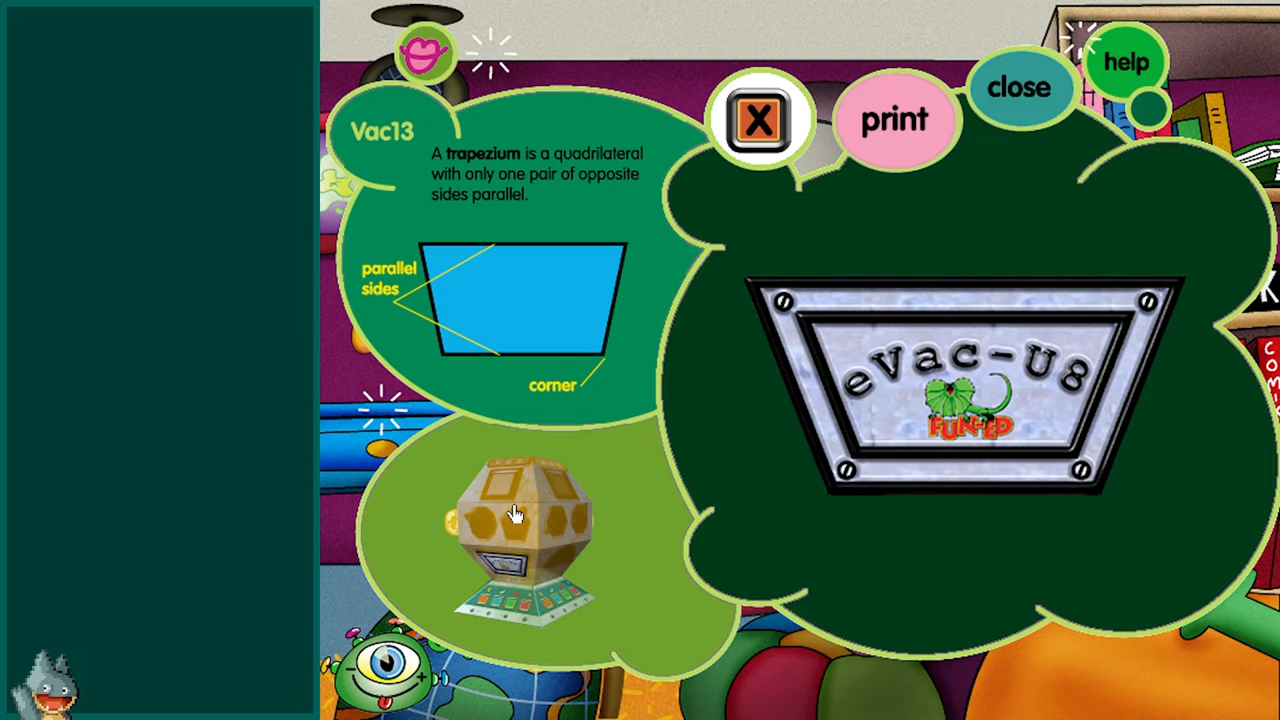 help
close
print
X
Vac13
A trapezium is a quadrilateral
with only one pair of opposite
sides parallel.
parallel
sides
corner
eVac-U8
FUN-ED